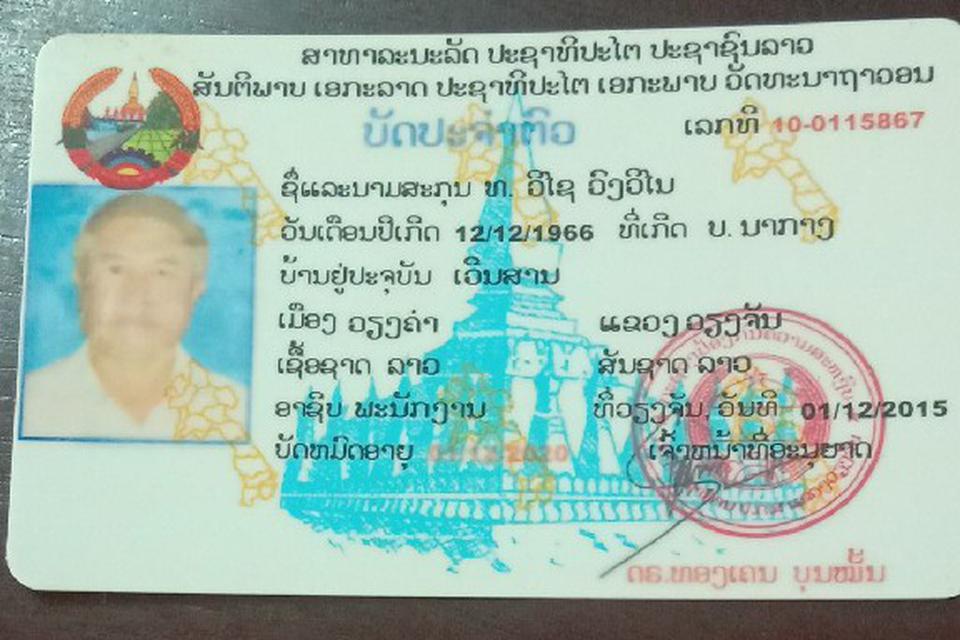 ສາທາລະນະລັດ ປະຊາທິປະໄຕ ປະຊາຊົນລາວ
ສັນຕິພາບ ເອກະລາດ ປະຊາທິປະໄຕ ເອກະພາບ ວັດທະນາຖາວອນ
ບັດປະຈຳຕົວ
ເລກທີ 10-0115867
ຊື່ແລະນາມສະກຸນ ທ. ວີໄຊ ວົງວິໄນ
ວັນເດືອນປີເກີດ 12/12/1966 ທີ່ເກີດ ບ. ນາກາງ
ບ້ານຢູ່ປະຈຸບັນ ເວີນສານ
ເມືອງ ວຽງຄຳ ແຂວງ ວຽງຈັນ
ເຊື້ອຊາດ ລາວ ສັນຊາດ ລາວ
ອາຊີບ ພະນັກງານ ທີ່ວຽງຈັນ, ວັນທີ 01/12/2015
ບັດຫມົດອາຍຸ 01/12/2020 ເຈົ້າຫນ້າທີ່ອະນຸຍາດ
ດຣ.ທອງເຄນ ບຸນໝັ້ນ